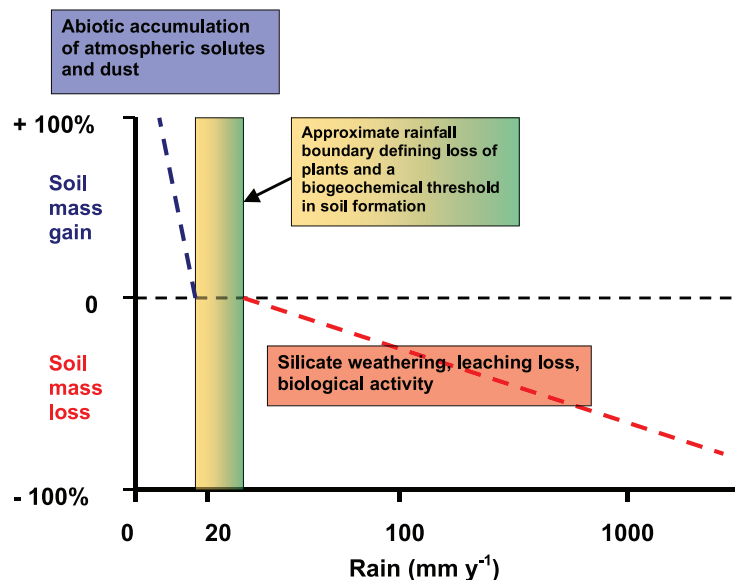 Abiotic accumulation
of atmospheric solutes
and dust
+ 100%
Approximate rainfall
boundary defining loss of
plants and a
biogeochemical threshold
in soil formation
Soil
mass
gain
0
Soil
mass
loss
Silicate weathering, leaching loss,
biological activity
- 100%
0 20 100 1000
Rain (mm y⁻¹)